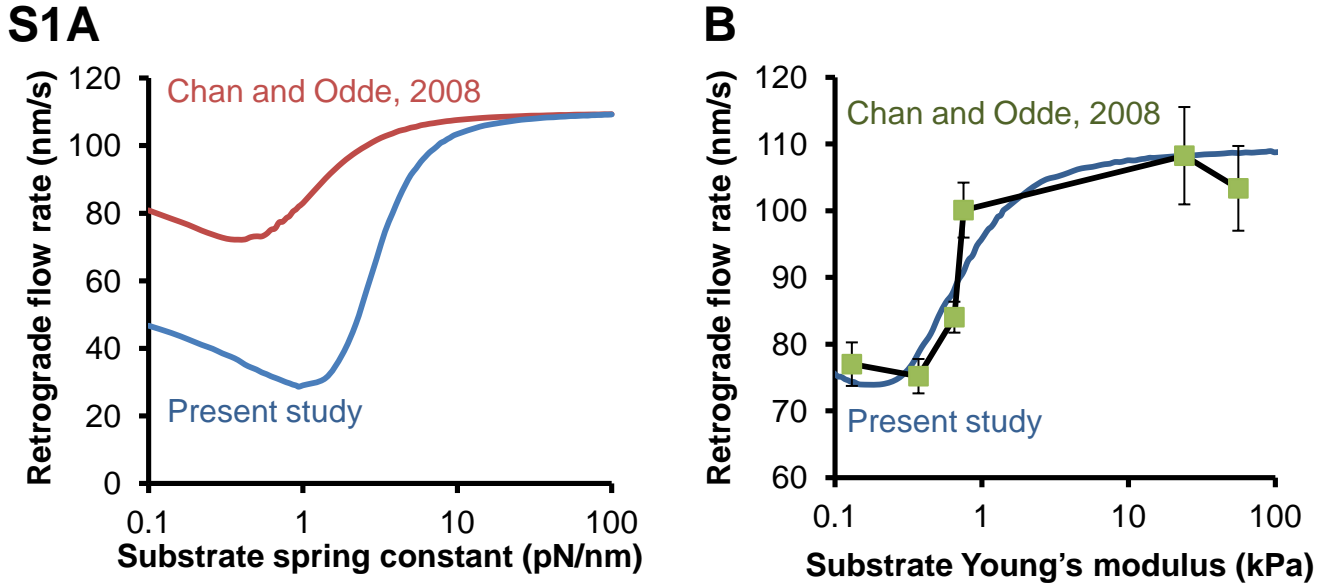 S1A
Retrograde flow rate (nm/s)
120
100
80
60
40
20
0
Chan and Odde, 2008
Present study
0.1 1 10 100
Substrate spring constant (pN/nm)
B
Retrograde flow rate (nm/s)
120
110
100
90
80
70
60
Chan and Odde, 2008
Present study
0.1 1 10 100
Substrate Young’s modulus (kPa)